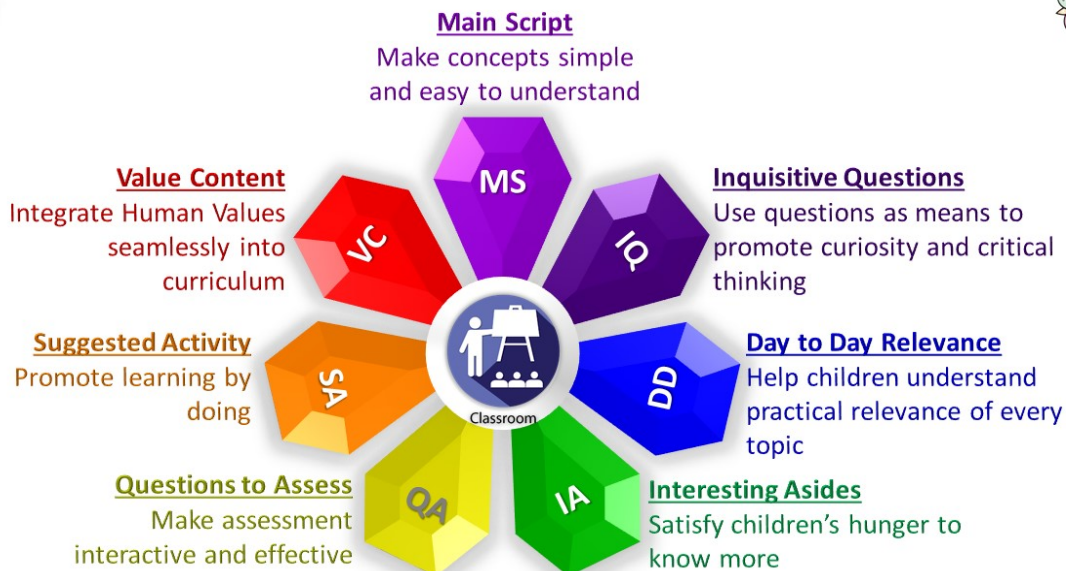 Main Script
Make concepts simple
and easy to understand
MS
Value Content
Integrate Human Values
seamlessly into
curriculum
VC
Inquisitive Questions
Use questions as means to
promote curiosity and critical
thinking
IQ
Suggested Activity
Promote learning by
doing
SA
Day to Day Relevance
Help children understand
practical relevance of every
topic
DD
Classroom
Questions to Assess
Make assessment
interactive and effective
QA
Interesting Asides
Satisfy children's hunger to
know more
IA